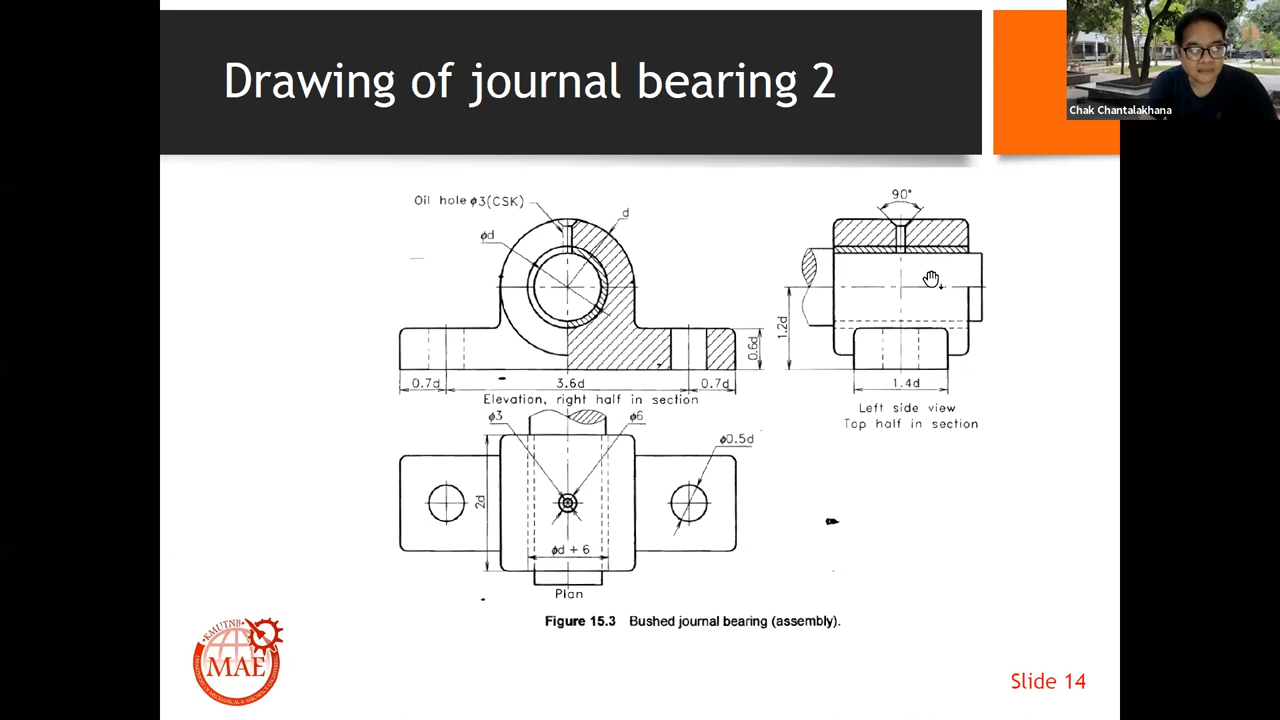 Drawing of journal bearing 2
Chak Chantalakhana
Oil hole ϕ3(CSK)
d
ϕd
90°
0.6d
1.2d
0.7d
3.6d
0.7d
1.4d
Elevation, right half in section
Left side view
Top half in section
ϕ3
ϕ6
ϕ0.5d
2d
ϕd + 6
Plan
Figure 15.3 Bushed journal bearing (assembly).
KMUTNB
MAE
Slide 14